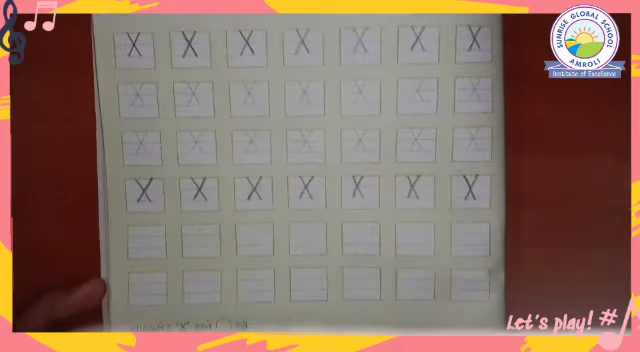 SUNRISE GLOBAL SCHOOL
AMROLI
Institute of Excellence
X X X X X X X
X X X X X X X
X X X X X X X
X X X X X X X
Let's play! #